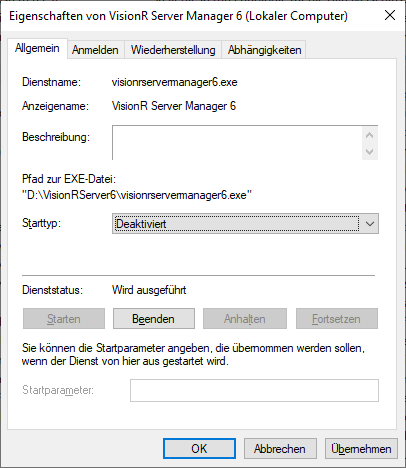 Eigenschaften von VisionR Server Manager 6 (Lokaler Computer)
Allgemein Anmelden Wiederherstellung Abhängigkeiten
Dienstname: visionrservermanager6.exe
Anzeigename: VisionR Server Manager 6
Beschreibung:
Pfad zur EXE-Datei:
"D:\VisionRServer6\visionrservermanager6.exe"
Starttyp: Deaktiviert
Dienststatus: Wird ausgeführt
Starten Beenden Anhalten Fortsetzen
Sie können die Startparameter angeben, die übernommen werden sollen,
wenn der Dienst von hier aus gestartet wird.
Startparameter:
OK Abbrechen Übernehmen